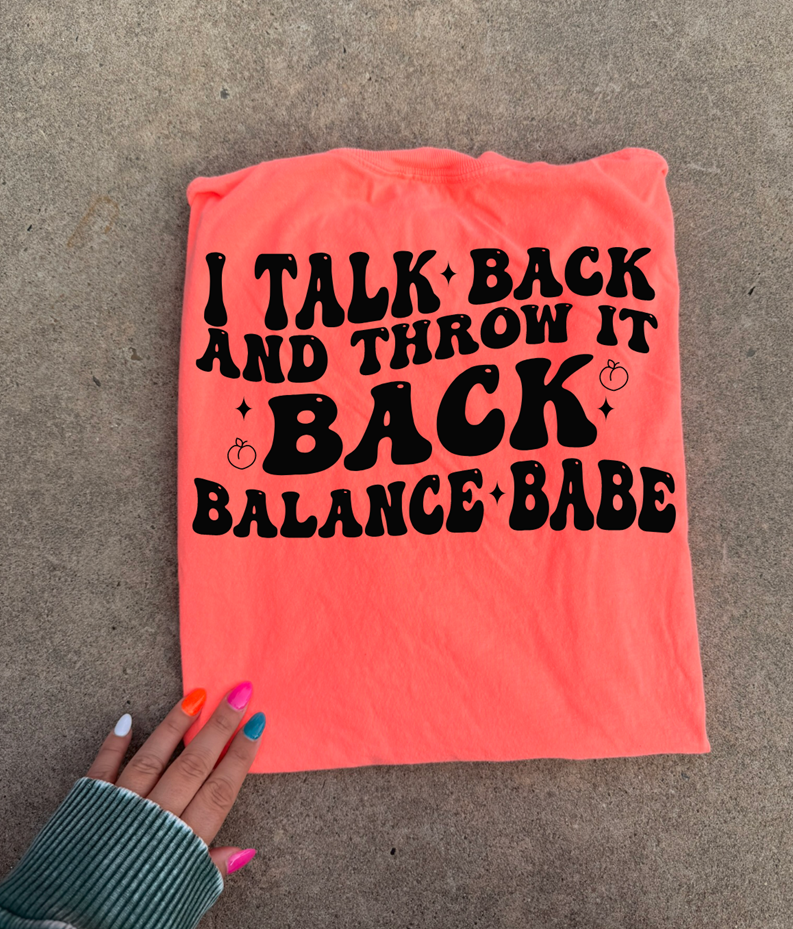 I TALK BACK
AND THROW IT
BACK
BALANCE BABE